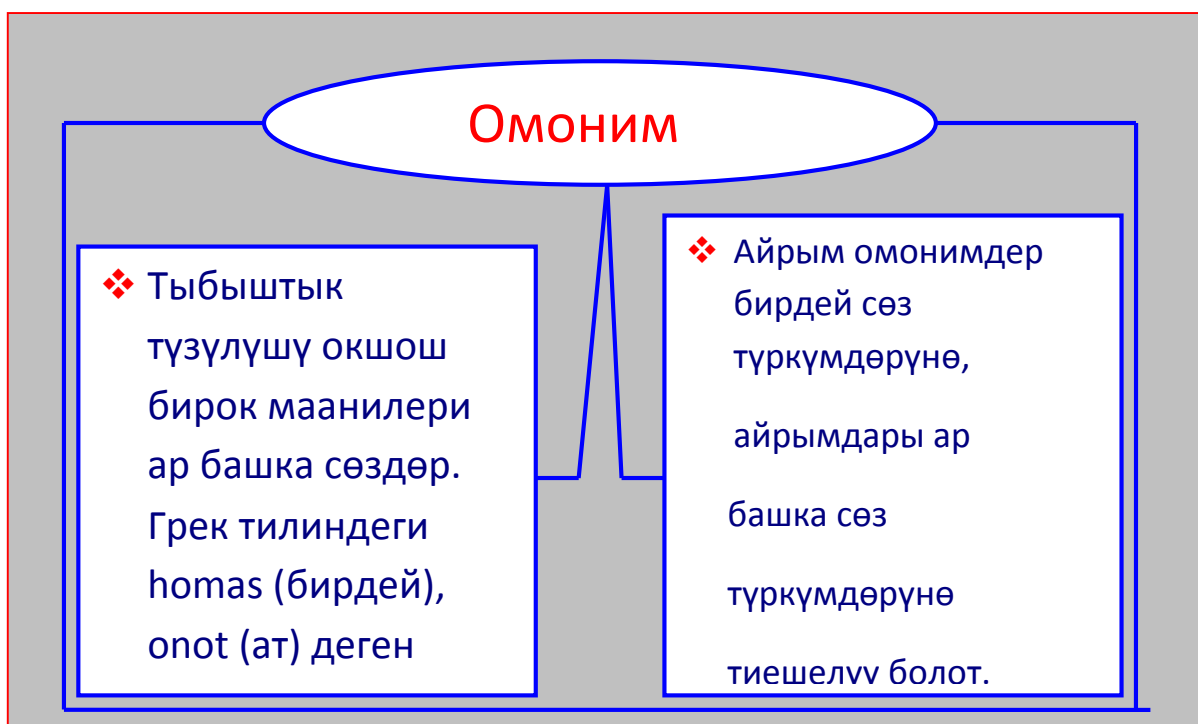 Омоним
Тыбыштык
түзүлүшү окшош
бирок маанилери
ар башка сөздөр.
Грек тилиндеги
homas (бирдей),
onot (ат) деген
Айрым омонимдер
бирдей сөз
түркүмдөрүнө,
айрымдары ар
башка сөз
түркүмдөрүнө
тиешелүү болот.